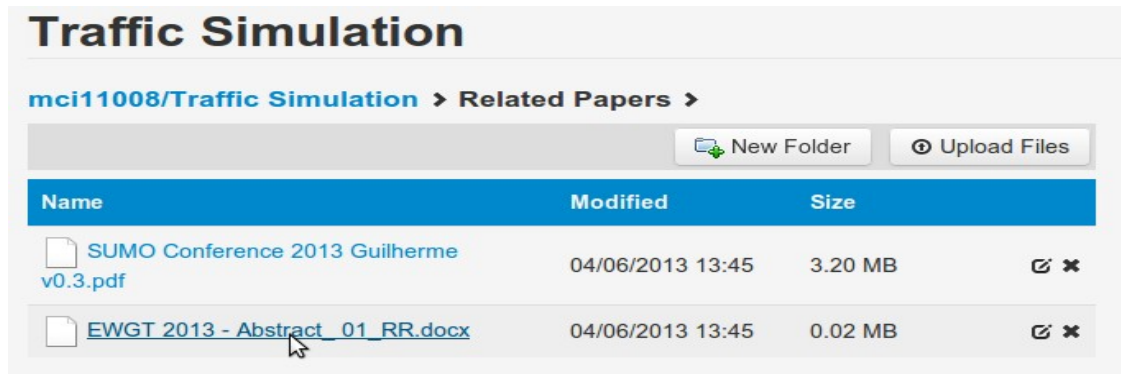 Traffic Simulation
mci11008/Traffic Simulation > Related Papers >
New Folder Upload Files
Name Modified Size
SUMO Conference 2013 Guilherme
v0.3.pdf 04/06/2013 13:45 3.20 MB
EWGT 2013 - Abstract_ 01_RR.docx 04/06/2013 13:45 0.02 MB